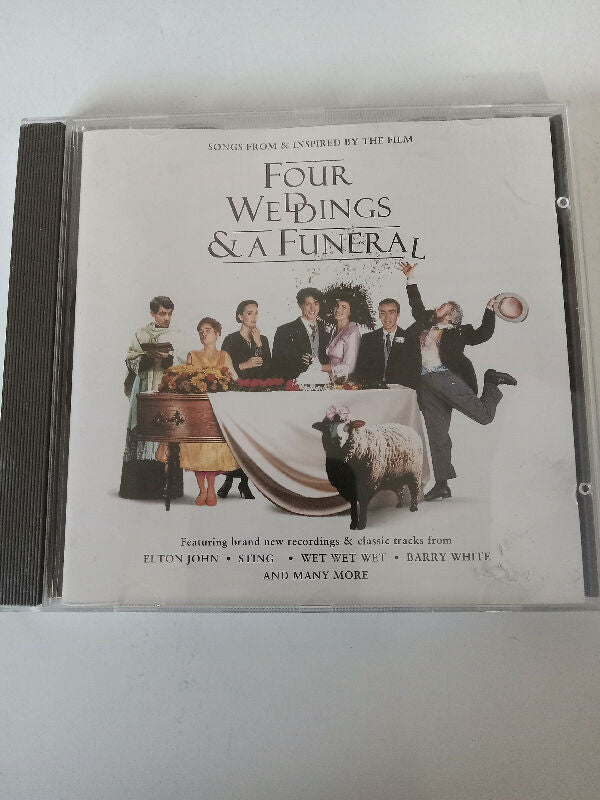 SONGS FROM & INSPIRED BY THE FILM
FOUR
WEDDINGS
& A FUNERAL
Featuring brand new recordings & classic tracks from
ELTON JOHN • STING • WET WET WET • BARRY WHITE
AND MANY MORE